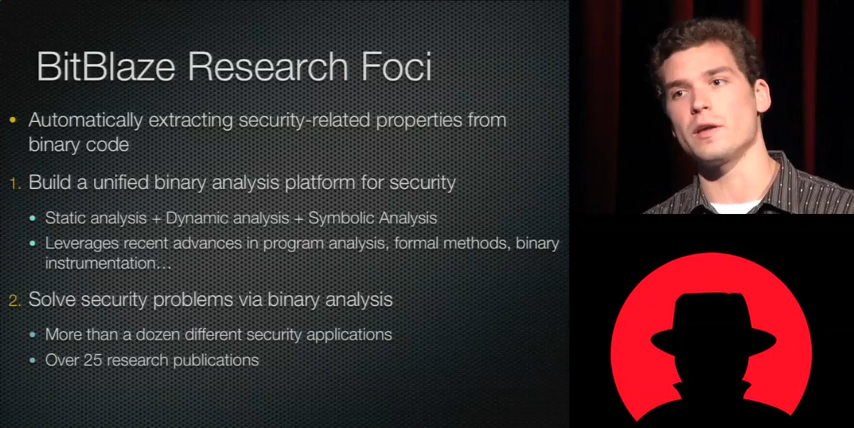 BitBlaze Research Foci
• Automatically extracting security-related properties from
binary code
1. Build a unified binary analysis platform for security
• Static analysis + Dynamic analysis + Symbolic Analysis
• Leverages recent advances in program analysis, formal methods, binary
instrumentation...
2. Solve security problems via binary analysis
• More than a dozen different security applications
• Over 25 research publications